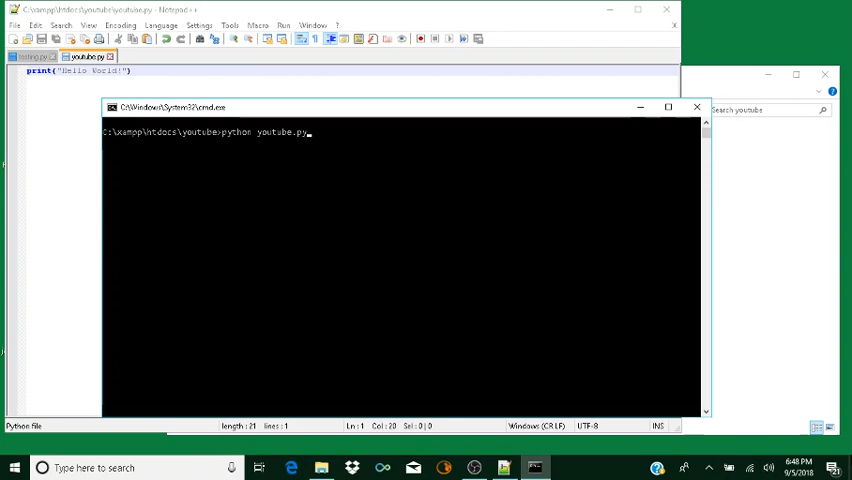 C:\xampp\htdocs\youtube\youtube.py - Notepad++
File Edit Search View Encoding Language Settings Tools Macro Run Window ? X
testing.py youtube.py
print("Hello World!")
C:\Windows\System32\cmd.exe
Search youtube
C:\xampp\htdocs\youtube>python youtube.py
Python file length : 21 lines : 1 Ln : 1 Col : 20 Sel : 0 | 0 Windows (CR LF) UTF-8 INS
Type here to search
6:48 PM
9/5/2018
21